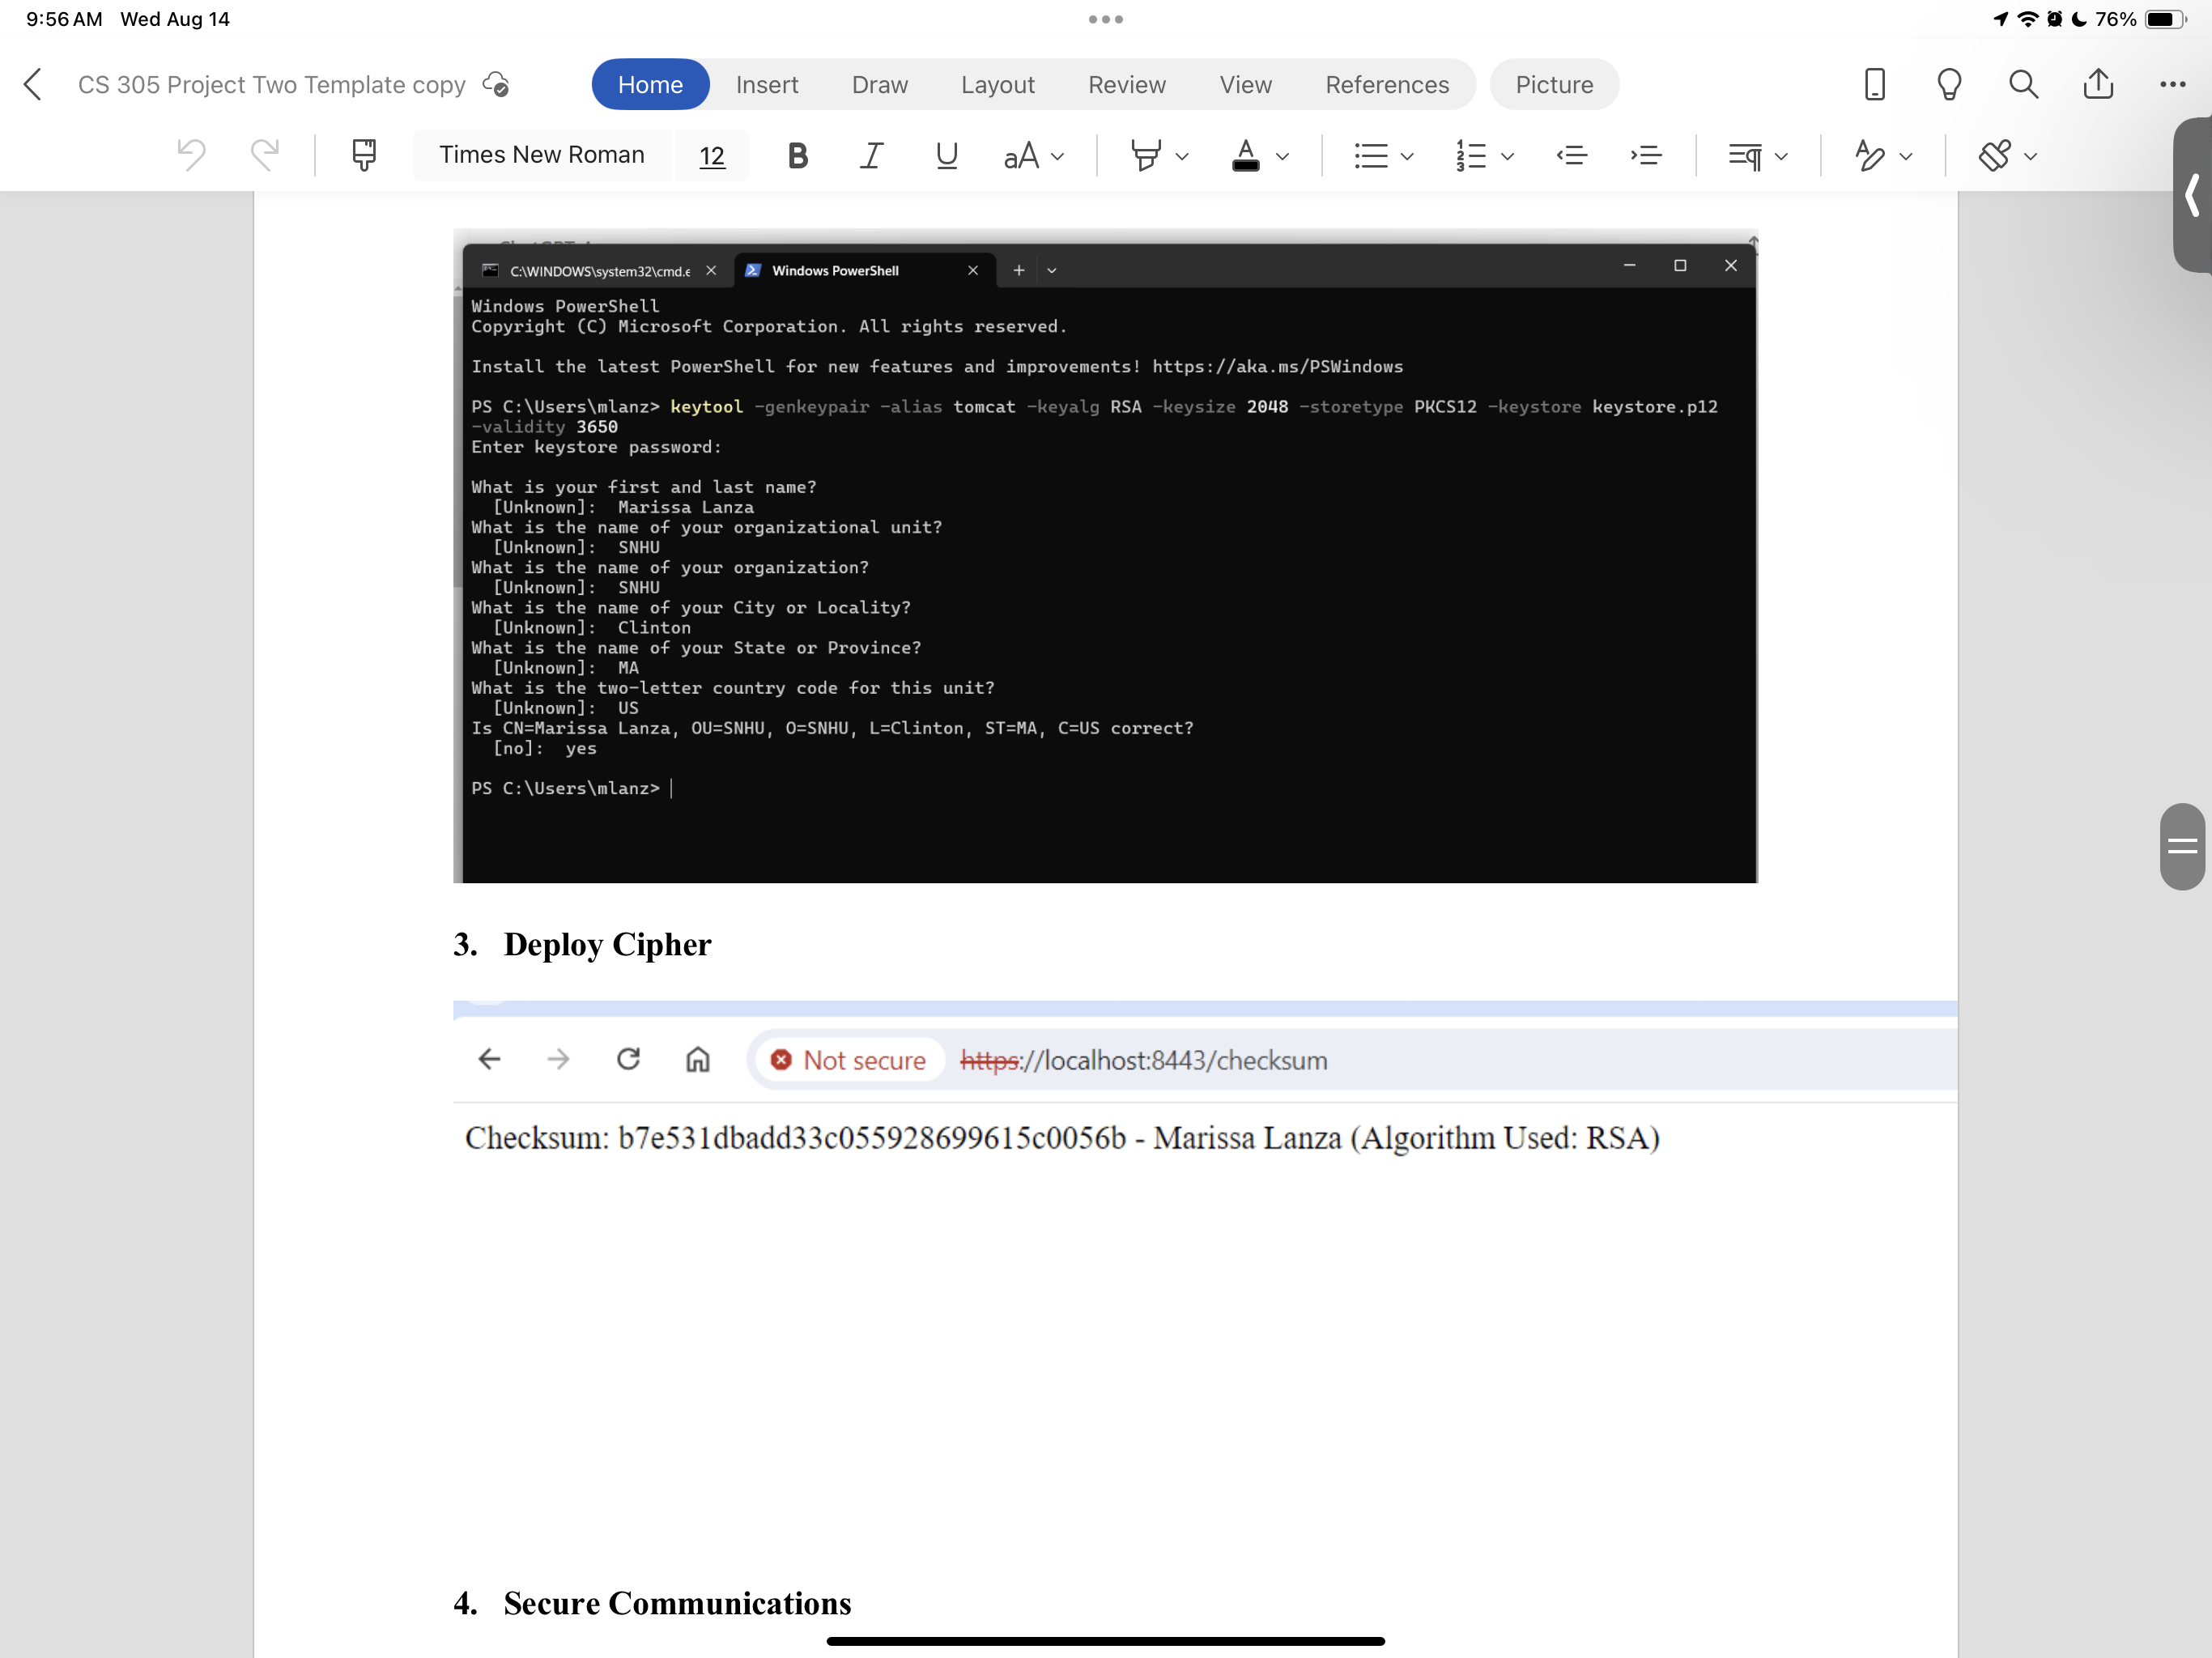 9:56 AM Wed Aug 14
76%
CS 305 Project Two Template copy
Home Insert Draw Layout Review View References Picture
Times New Roman 12 B I U aA A
C:\WINDOWS\system32\cmd.e Windows PowerShell
Windows PowerShell
Copyright (C) Microsoft Corporation. All rights reserved.
Install the latest PowerShell for new features and improvements! https://aka.ms/PSWindows
PS C:\Users\mlanz> keytool -genkeypair -alias tomcat -keyalg RSA -keysize 2048 -storetype PKCS12 -keystore keystore.p12
-validity 3650
Enter keystore password:
What is your first and last name?
[Unknown]: Marissa Lanza
What is the name of your organizational unit?
[Unknown]: SNHU
What is the name of your organization?
[Unknown]: SNHU
What is the name of your City or Locality?
[Unknown]: Clinton
What is the name of your State or Province?
[Unknown]: MA
What is the two-letter country code for this unit?
[Unknown]: US
Is CN=Marissa Lanza, OU=SNHU, O=SNHU, L=Clinton, ST=MA, C=US correct?
[no]: yes
PS C:\Users\mlanz>
3. Deploy Cipher
Not secure https://localhost:8443/checksum
Checksum: b7e531dbadd33c055928699615c0056b - Marissa Lanza (Algorithm Used: RSA)
4. Secure Communications